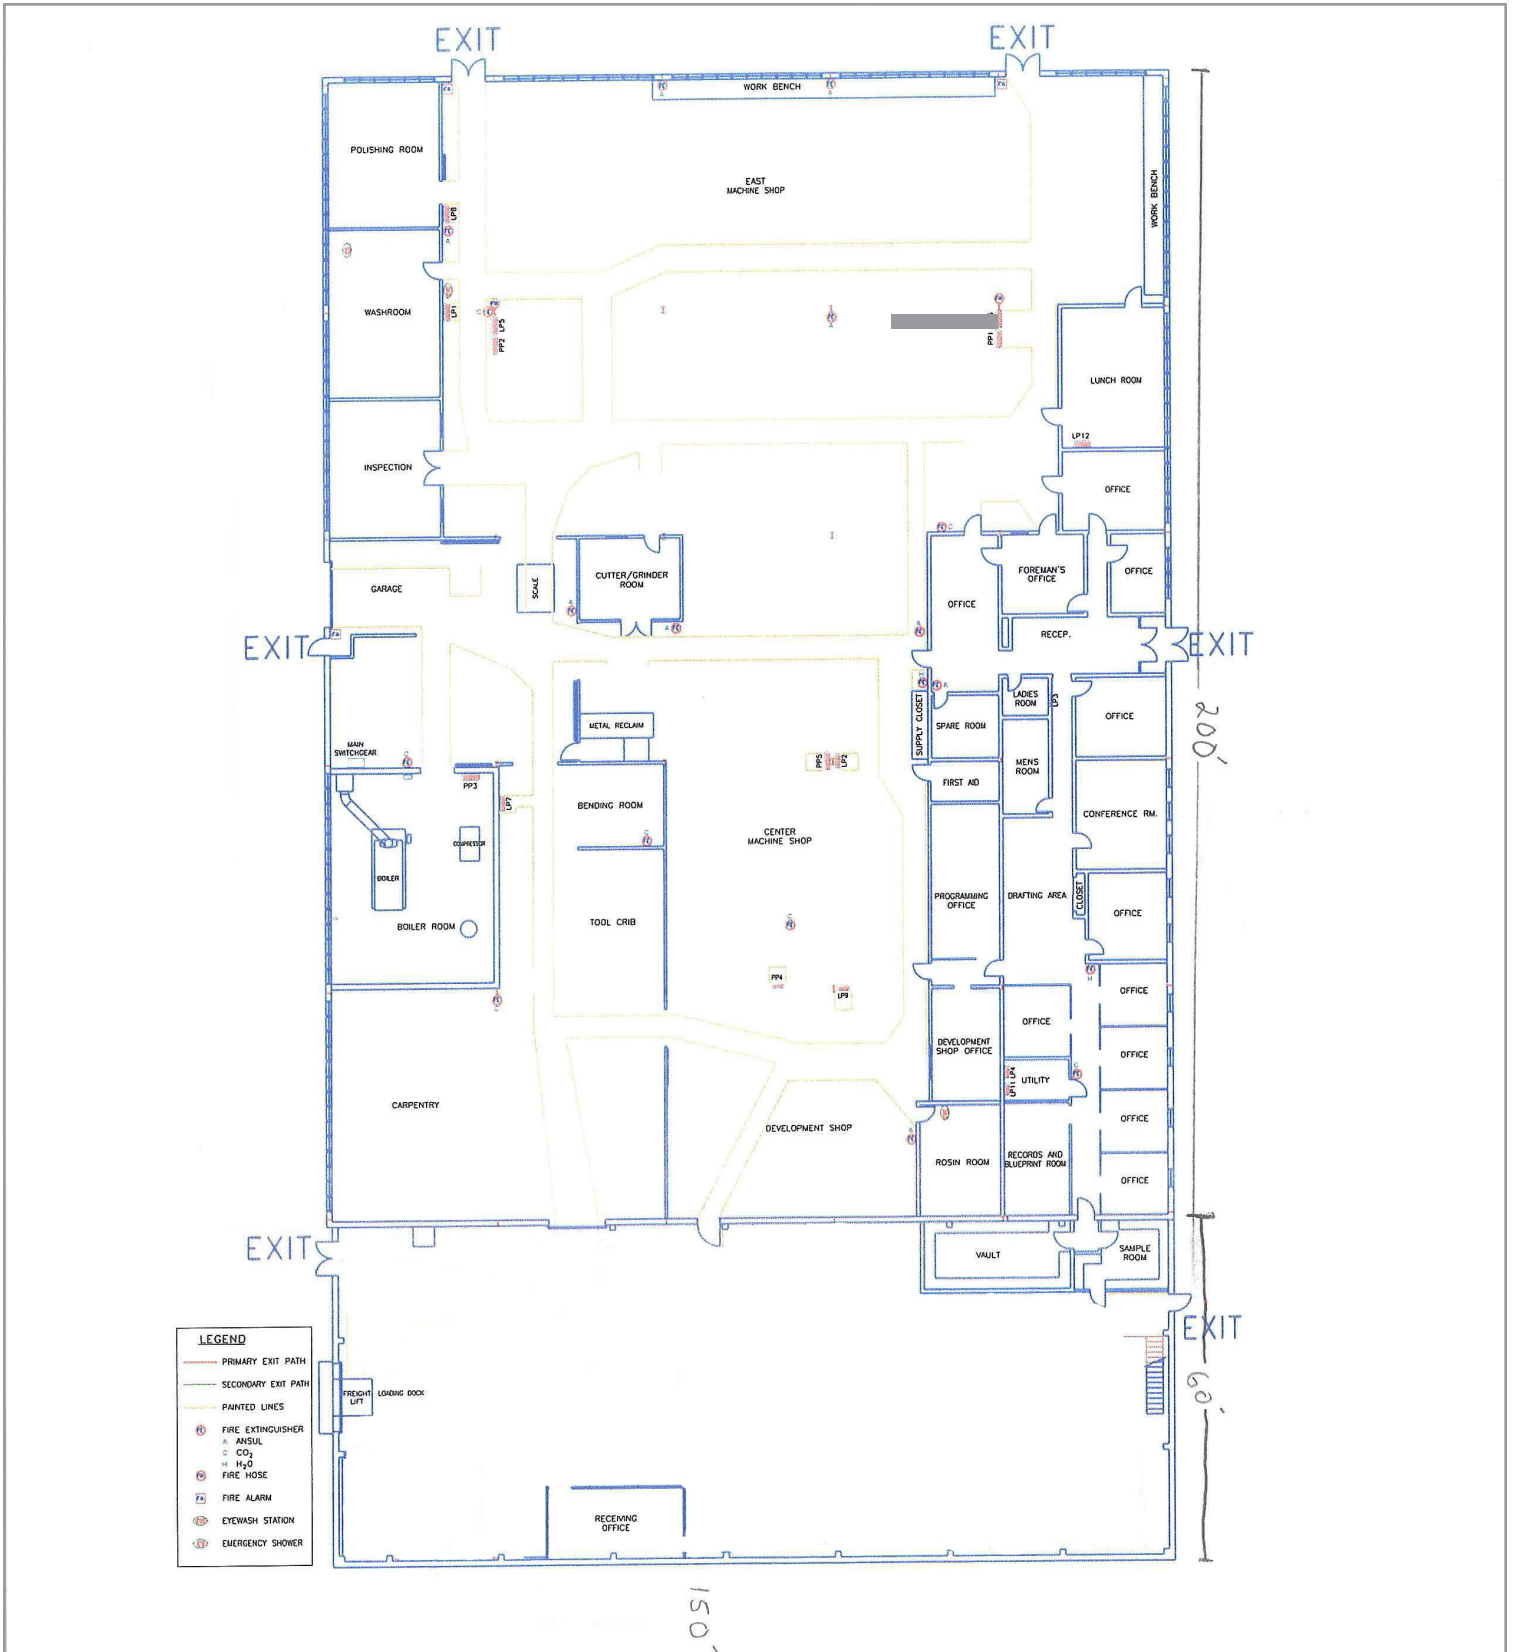 EXIT
EXIT
WORK BENCH
POLISHING ROOM
EAST
MACHINE SHOP
WORK BENCH
LP8
WASHROOM
LP1
PP2 LP5
PP1
LUNCH ROOM
LP12
INSPECTION
OFFICE
GARAGE
SCALE
CUTTER/GRINDER
ROOM
OFFICE
FOREMAN'S
OFFICE
OFFICE
EXIT
RECEP.
EXIT
200'
METAL RECLAIM
SUPPLY CLOSET
SPARE ROOM
LADIES
ROOM
LP3
OFFICE
MAIN
SWITCHGEAR
PP3
LP7
PP5
LP2
FIRST AID
MENS
ROOM
BENDING ROOM
CENTER
MACHINE SHOP
CONFERENCE RM.
COMPRESSOR
BOILER
BOILER ROOM
TOOL CRIB
PROGRAMMING
OFFICE
DRAFTING AREA
CLOSET
OFFICE
PP4
LP9
OFFICE
DEVELOPMENT
SHOP OFFICE
OFFICE
OFFICE
LP11 LP4
UTILITY
CARPENTRY
DEVELOPMENT SHOP
OFFICE
ROSIN ROOM
RECORDS AND
BLUEPRINT ROOM
OFFICE
EXIT
VAULT
SAMPLE
ROOM
EXIT
60'
LEGEND
PRIMARY EXIT PATH
SECONDARY EXIT PATH
PAINTED LINES
FE FIRE EXTINGUISHER
A ANSUL
C CO2
H H2O
FH FIRE HOSE
FA FIRE ALARM
EYEWASH STATION
EMERGENCY SHOWER
FREIGHT
LIFT
LOADING DOCK
RECEIVING
OFFICE
150'